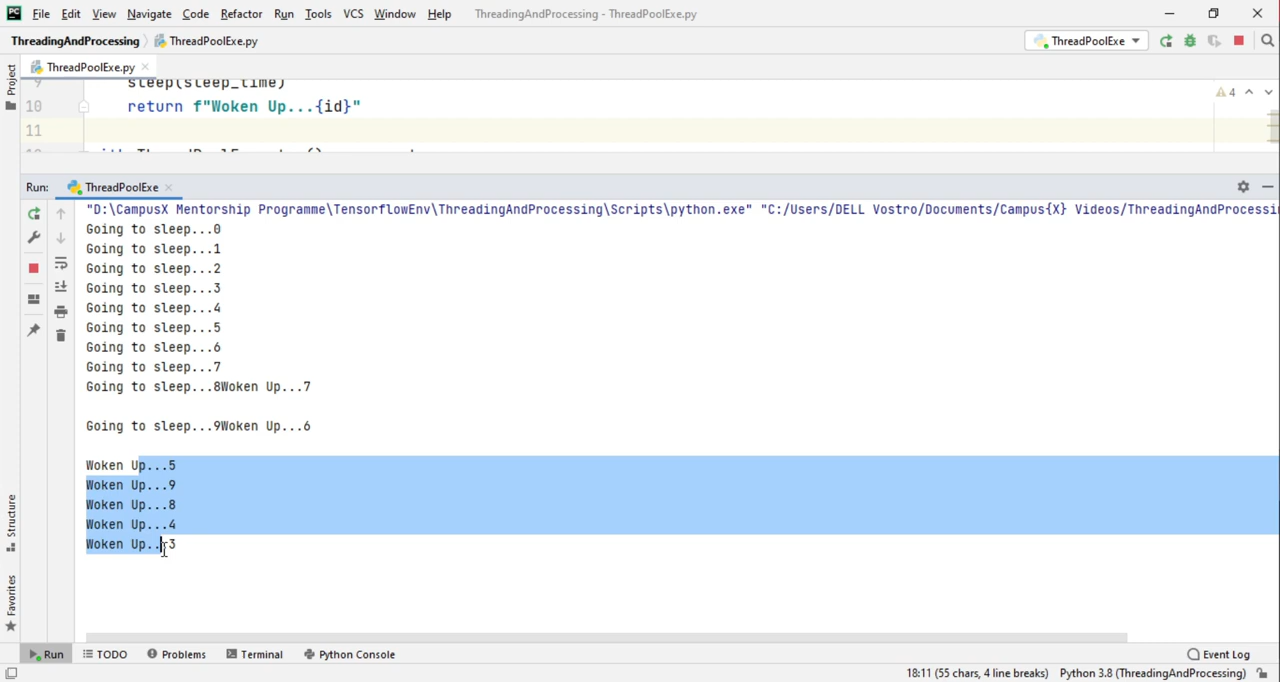 File Edit View Navigate Code Refactor Run Tools VCS Window Help ThreadingAndProcessing - ThreadPoolExe.py
ThreadingAndProcessing ThreadPoolExe.py ThreadPoolExe
Project
ThreadPoolExe.py
9 sleep(sleep_time)
4
10 return f"Woken Up...{id}"
11
Run: ThreadPoolExe
"D:\CampusX Mentorship Programme\TensorflowEnv\ThreadingAndProcessing\Scripts\python.exe" "C:/Users/DELL Vostro/Documents/Campus{X} Videos/ThreadingAndProcessi
Going to sleep...0
Going to sleep...1
Going to sleep...2
Going to sleep...3
Going to sleep...4
Going to sleep...5
Going to sleep...6
Going to sleep...7
Going to sleep...8Woken Up...7
Going to sleep...9Woken Up...6
Woken Up...5
Woken Up...9
Woken Up...8
Woken Up...4
Woken Up...3
Structure
Favorites
Run TODO Problems Terminal Python Console Event Log
18:11 (55 chars, 4 line breaks) Python 3.8 (ThreadingAndProcessing)